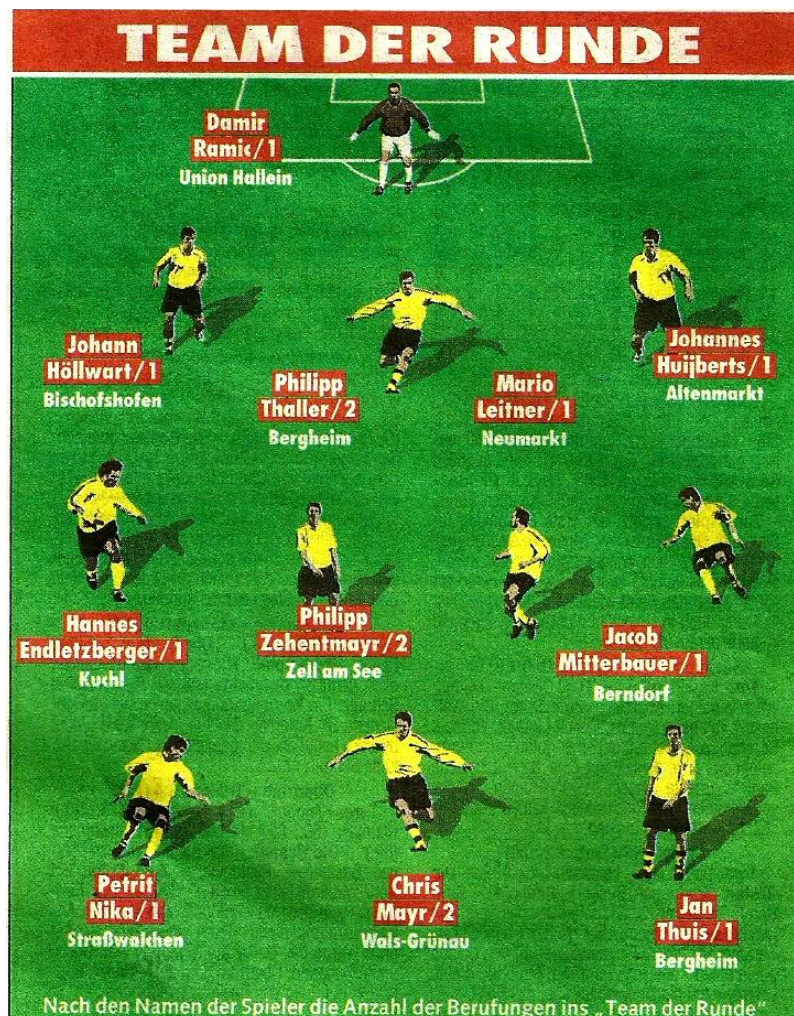 TEAM DER RUNDE
Damir
Ramic/1
Union Hallein
Johann
Höllwart/1
Bischofshofen
Philipp
Thaller/2
Bergheim
Mario
Leitner/1
Neumarkt
Johannes
Huijberts/1
Altenmarkt
Hannes
Endletzberger/1
Kuchl
Philipp
Zehentmayr/2
Zell am See
Jacob
Mitterbauer/1
Berndorf
Petrit
Nika/1
Straßwalchen
Chris
Mayr/2
Wals-Grünau
Jan
Thuis/1
Bergheim
Nach den Namen der Spieler die Anzahl der Berufungen ins „Team der Runde"